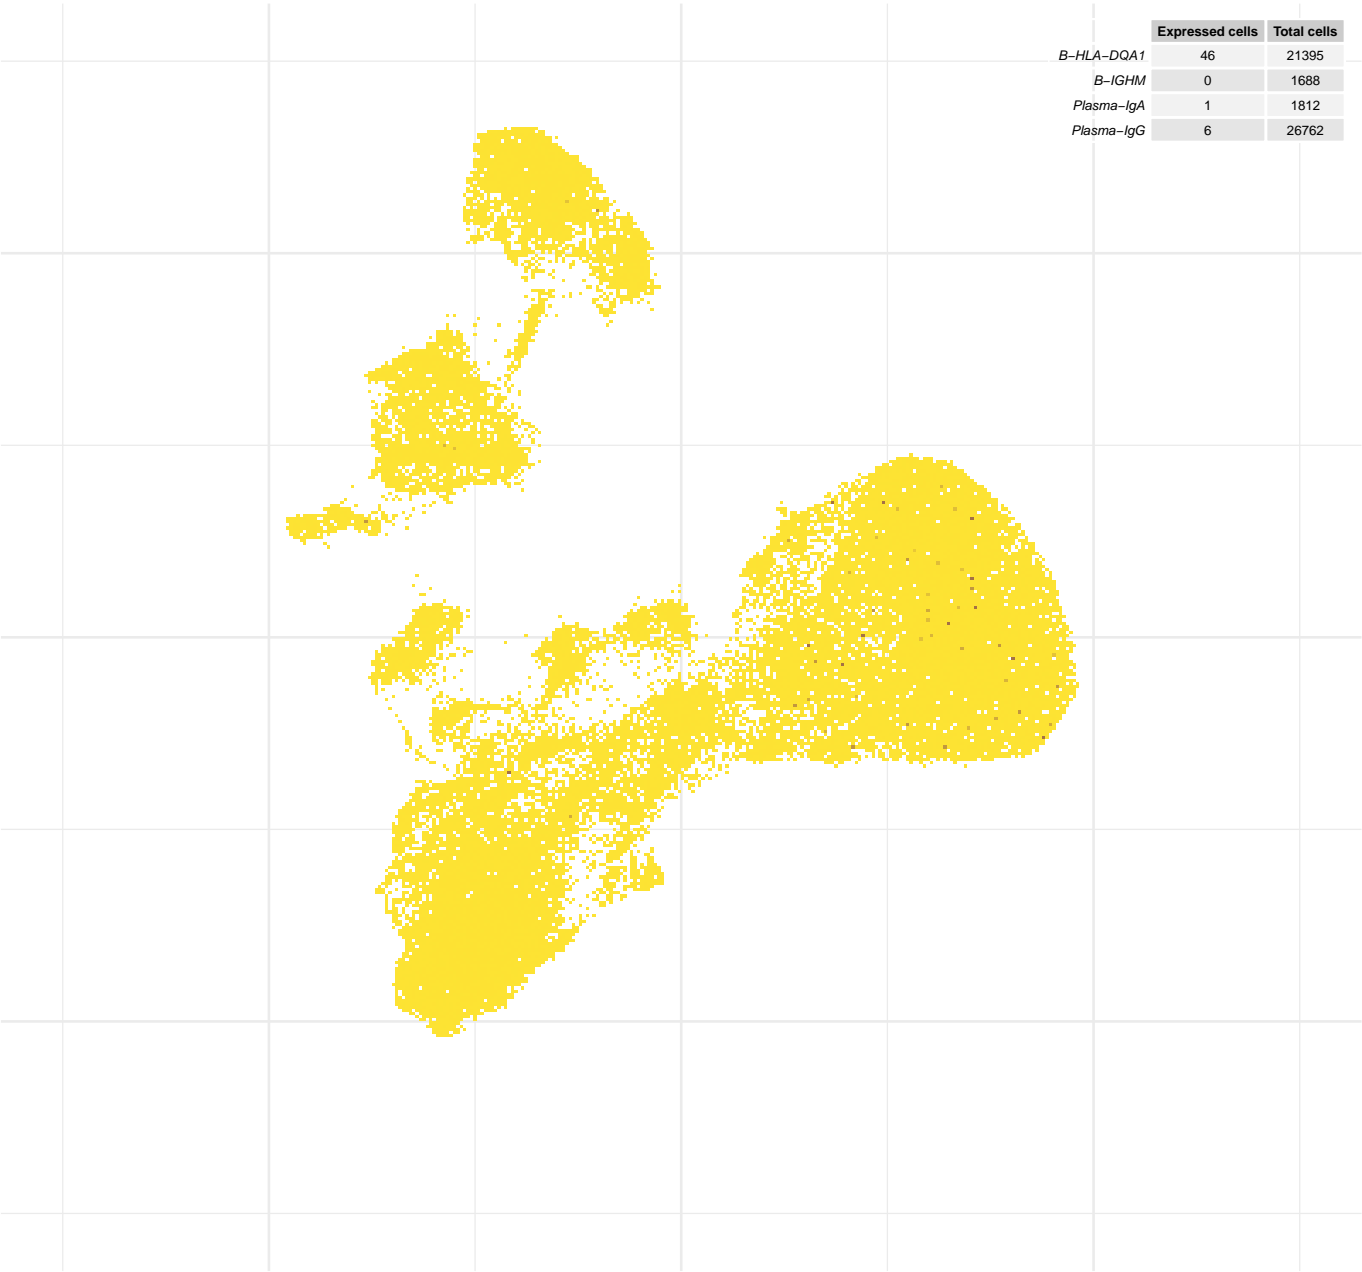 Expressed cells Total cells
B−HLA−DQA1 46 21395
B−IGHM 0 1688
Plasma−IgA 1 1812
Plasma−IgG 6 26762